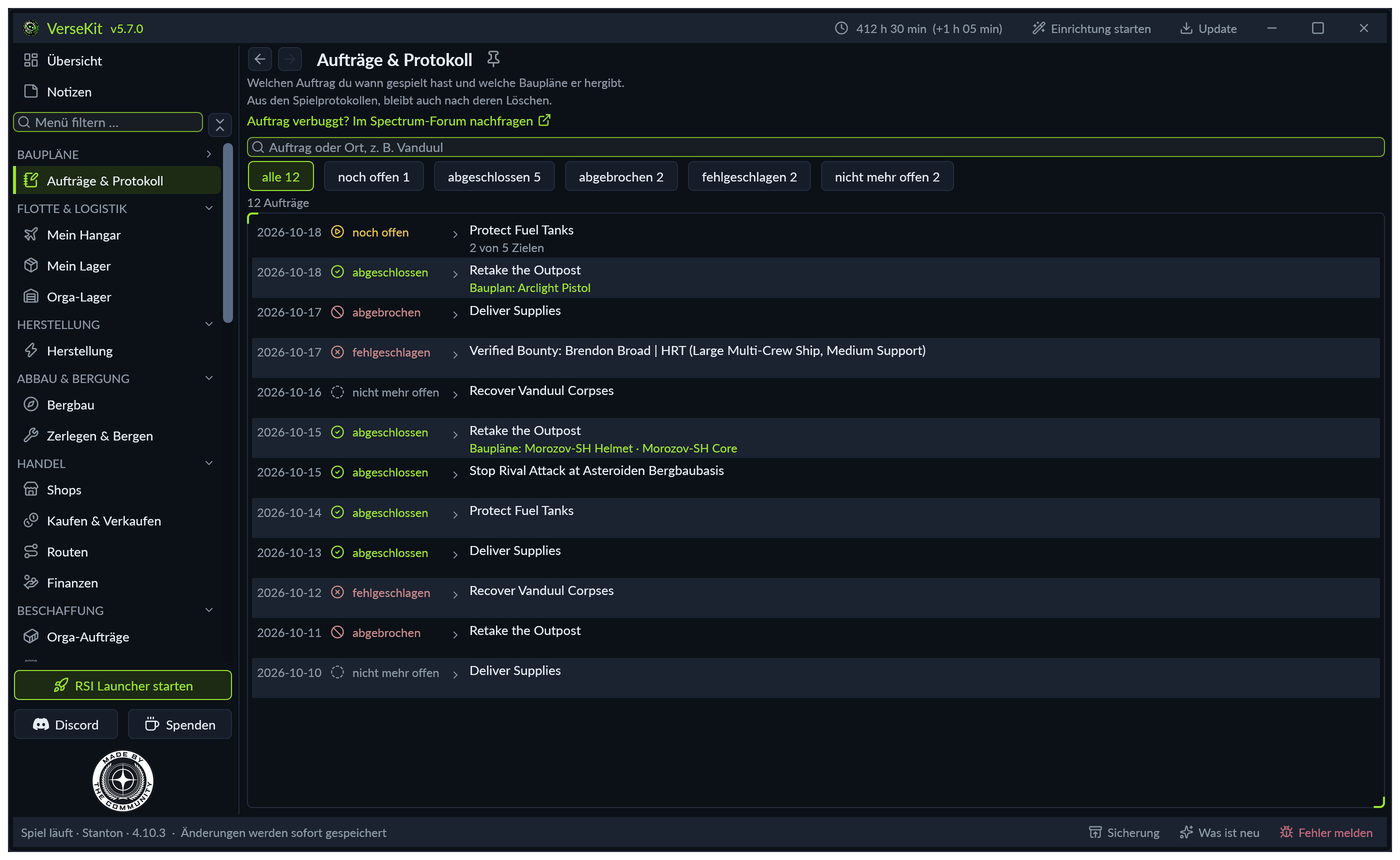 VerseKit v5.7.0
412 h 30 min (+1 h 05 min)
Einrichtung starten
Update
Übersicht
Notizen
Menü filtern ...
BAUPLÄNE
Aufträge & Protokoll
FLOTTE & LOGISTIK
Mein Hangar
Mein Lager
Orga-Lager
HERSTELLUNG
Herstellung
ABBAU & BERGUNG
Bergbau
Zerlegen & Bergen
HANDEL
Shops
Kaufen & Verkaufen
Routen
Finanzen
BESCHAFFUNG
Orga-Aufträge
RSI Launcher starten
Discord
Spenden
MADE BY
THE COMMUNITY
Aufträge & Protokoll
Welchen Auftrag du wann gespielt hast und welche Baupläne er hergibt.
Aus den Spielprotokollen, bleibt auch nach deren Löschen.
Auftrag verbuggt? Im Spectrum-Forum nachfragen
Auftrag oder Ort, z. B. Vanduul
alle 12
noch offen 1
abgeschlossen 5
abgebrochen 2
fehlgeschlagen 2
nicht mehr offen 2
12 Aufträge
2026-10-18 noch offen Protect Fuel Tanks
2 von 5 Zielen
2026-10-18 abgeschlossen Retake the Outpost
Bauplan: Arclight Pistol
2026-10-17 abgebrochen Deliver Supplies
2026-10-17 fehlgeschlagen Verified Bounty: Brendon Broad | HRT (Large Multi-Crew Ship, Medium Support)
2026-10-16 nicht mehr offen Recover Vanduul Corpses
2026-10-15 abgeschlossen Retake the Outpost
Baupläne: Morozov-SH Helmet · Morozov-SH Core
2026-10-15 abgeschlossen Stop Rival Attack at Asteroiden Bergbaubasis
2026-10-14 abgeschlossen Protect Fuel Tanks
2026-10-13 abgeschlossen Deliver Supplies
2026-10-12 fehlgeschlagen Recover Vanduul Corpses
2026-10-11 abgebrochen Retake the Outpost
2026-10-10 nicht mehr offen Deliver Supplies
Spiel läuft · Stanton · 4.10.3 · Änderungen werden sofort gespeichert
Sicherung
Was ist neu
Fehler melden